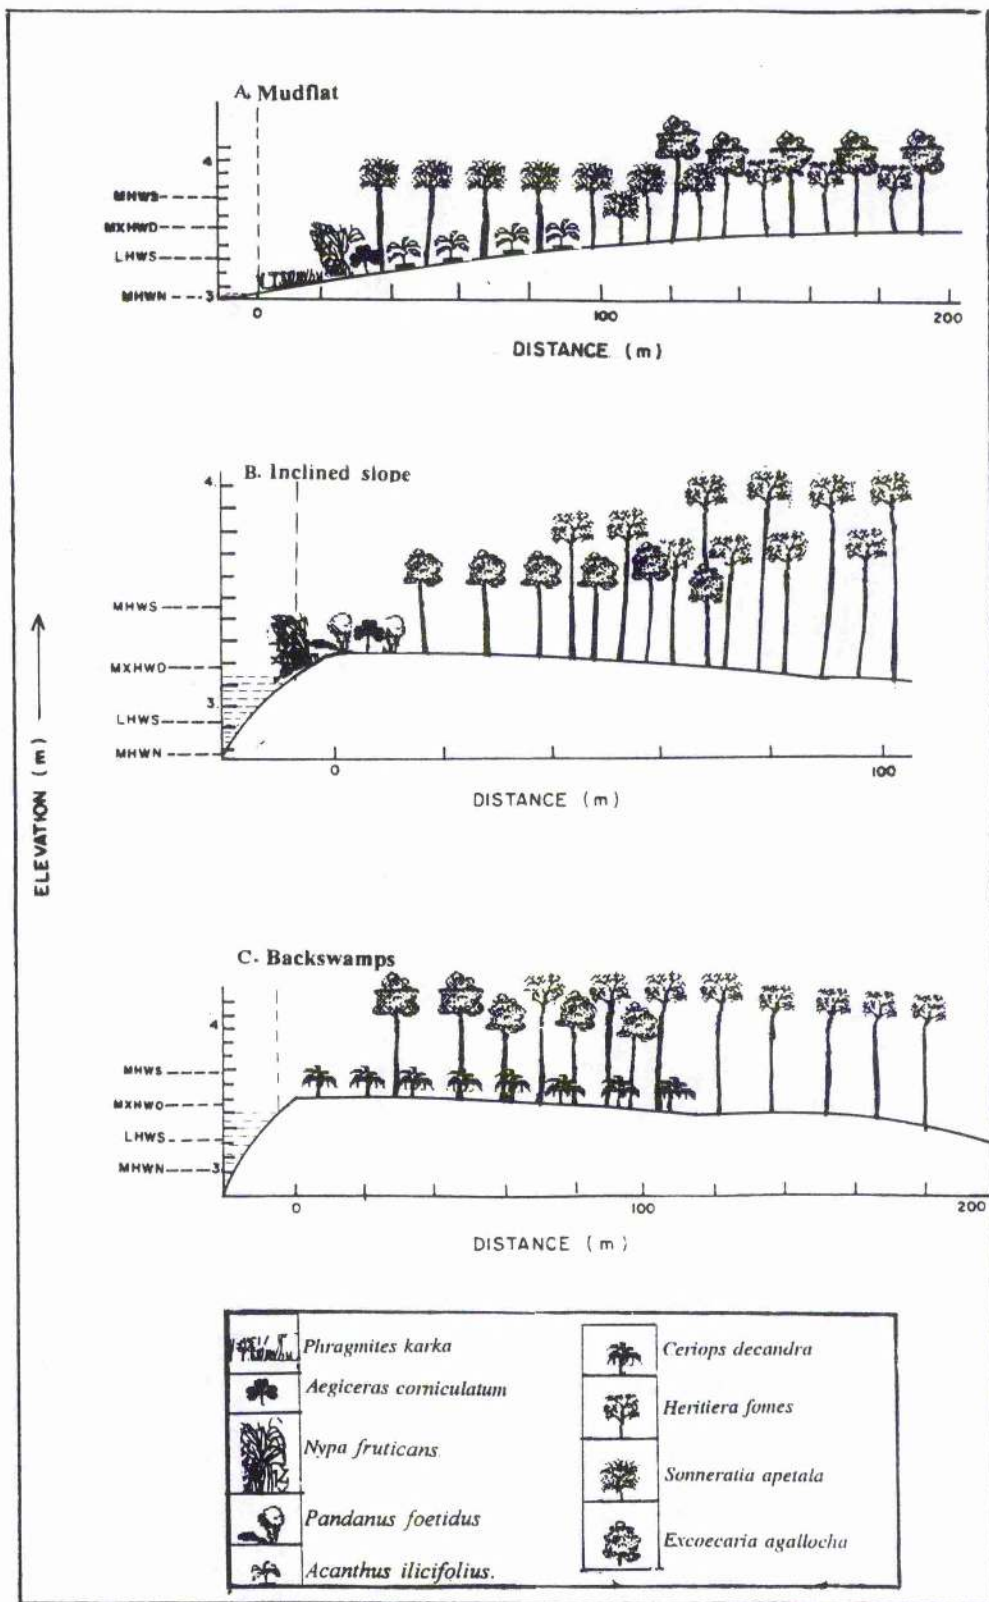 A. Mudflat
4
MHWS
MXHWD
LHWS
MHWN
3
0
100
200
DISTANCE (m)
B. Inclined slope
4
MHWS
MXHWD
3
LHWS
MHWN
0
100
DISTANCE (m)
ELEVATION (m)
C. Backswamps
4
MHWS
MXHWD
LHWS
MHWN
3
0
100
200
DISTANCE (m)
Phragmites karka
Aegiceras corniculatum
Nypa fruticans
Pandanus foetidus
Acanthus ilicifolius.
Ceriops decandra
Heritiera fomes
Sonneratia apetala
Excoecaria agallocha